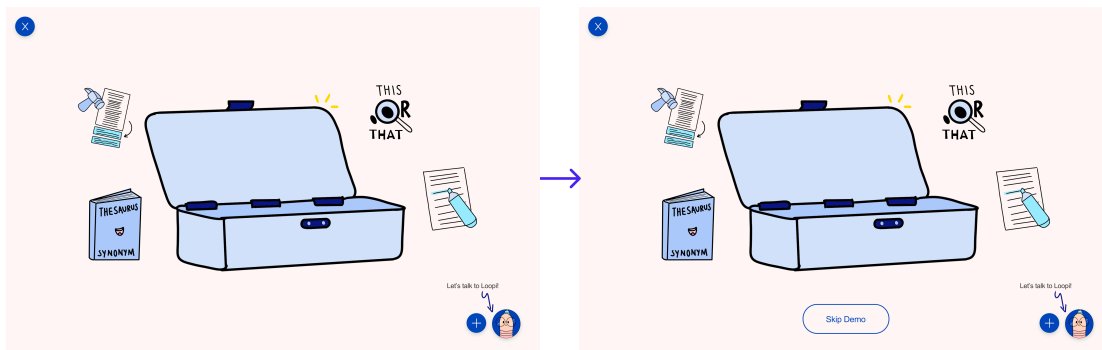 X
THIS
OR
THAT
THESAURUS
SYNONYM
Let's talk to Loopi!
+
X
THIS
OR
THAT
THESAURUS
SYNONYM
Let's talk to Loopi!
Skip Demo
+